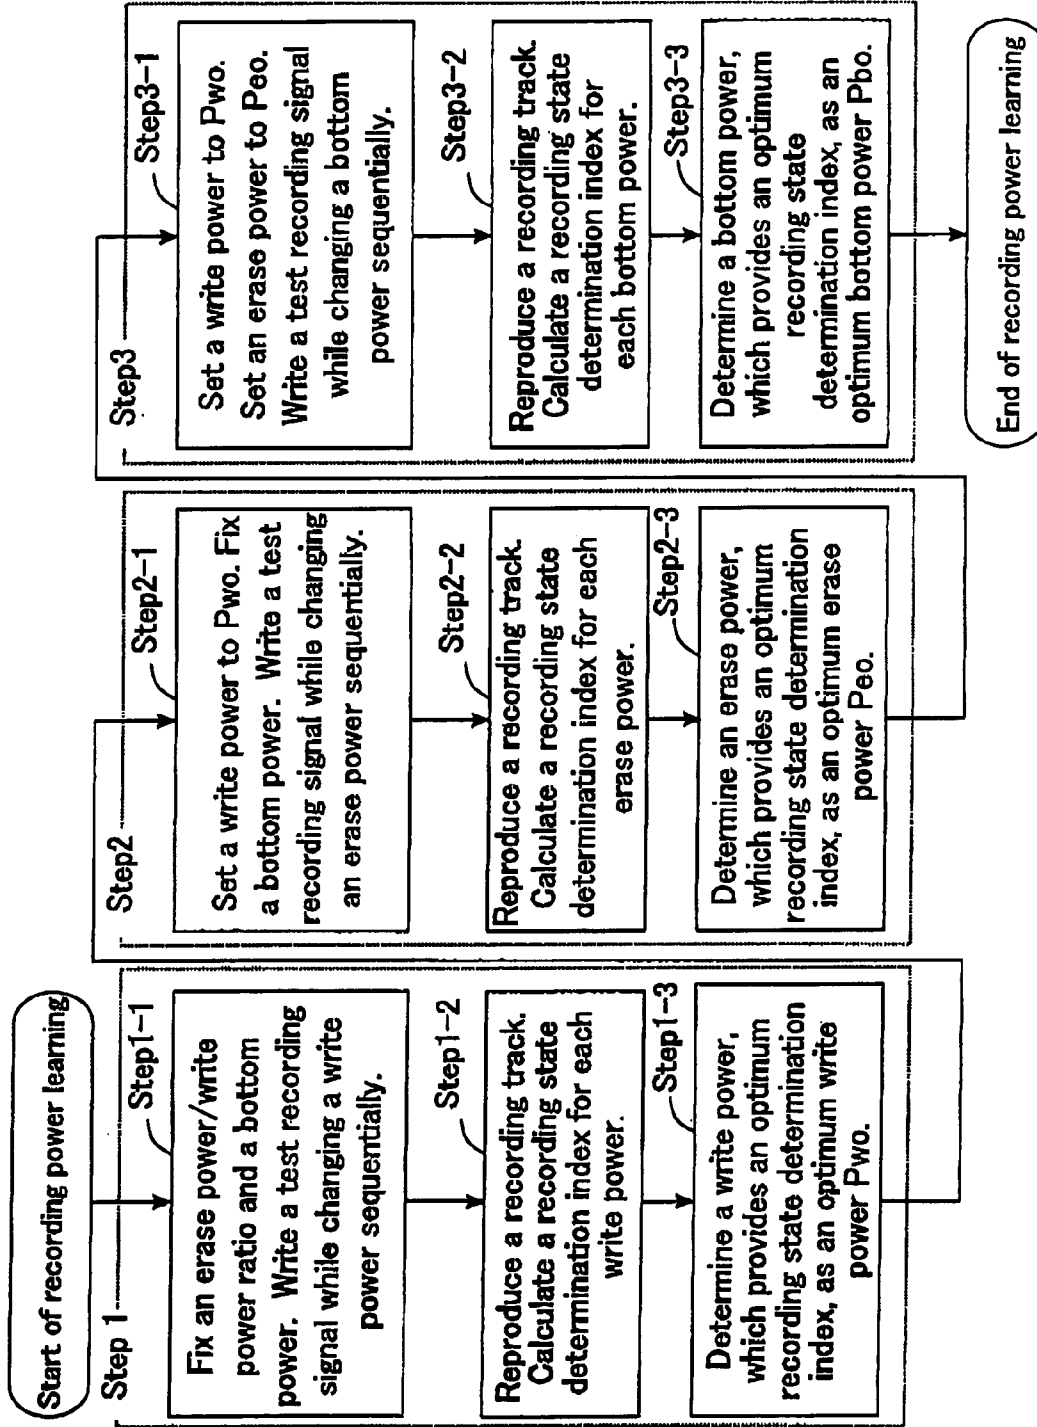 Start of recording power learning
Step 1
Step1-1
Fix an erase power/write
power ratio and a bottom
power. Write a test recording
signal while changing a write
power sequentially.
Step1-2
Reproduce a recording track.
Calculate a recording state
determination index for each
write power.
Step1-3
Determine a write power,
which provides an optimum
recording state determination
index, as an optimum write
power Pwo.
Step2
Step2-1
Set a write power to Pwo. Fix
a bottom power. Write a test
recording signal while changing
an erase power sequentially.
Step2-2
Reproduce a recording track.
Calculate a recording state
determination index for each
erase power.
Step2-3
Determine an erase power,
which provides an optimum
recording state determination
index, as an optimum erase
power Peo.
Step3
Step3-1
Set a write power to Pwo.
Set an erase power to Peo.
Write a test recording signal
while changing a bottom
power sequentially.
Step3-2
Reproduce a recording track.
Calculate a recording state
determination index for
each bottom power.
Step3-3
Determine a bottom power,
which provides an optimum
recording state
determination index, as an
optimum bottom power Pbo.
End of recording power learning